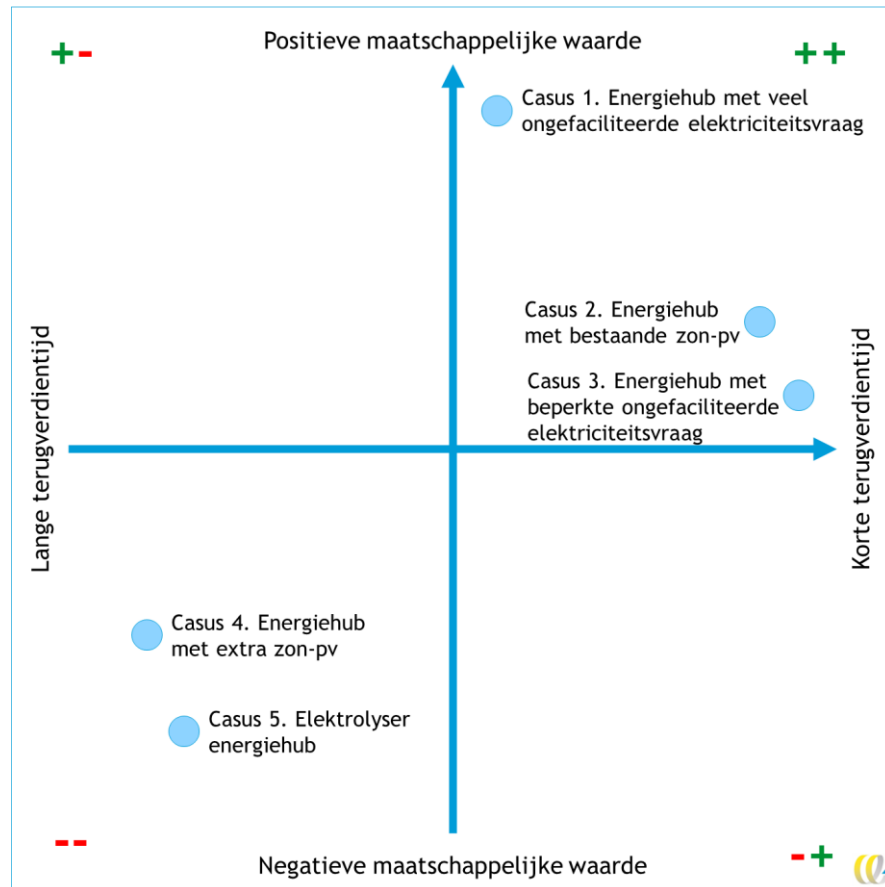 Positieve maatschappelijke waarde
+-
++
Casus 1. Energiehub met veel
ongefaciliteerde elektriciteitsvraag
Casus 2. Energiehub
met bestaande zon-pv
Casus 3. Energiehub met
beperkte ongefaciliteerde
elektriciteitsvraag
Lange terugverdientijd
Korte terugverdientijd
Casus 4. Energiehub
met extra zon-pv
Casus 5. Elektrolyser
energiehub
--
-+
Negatieve maatschappelijke waarde